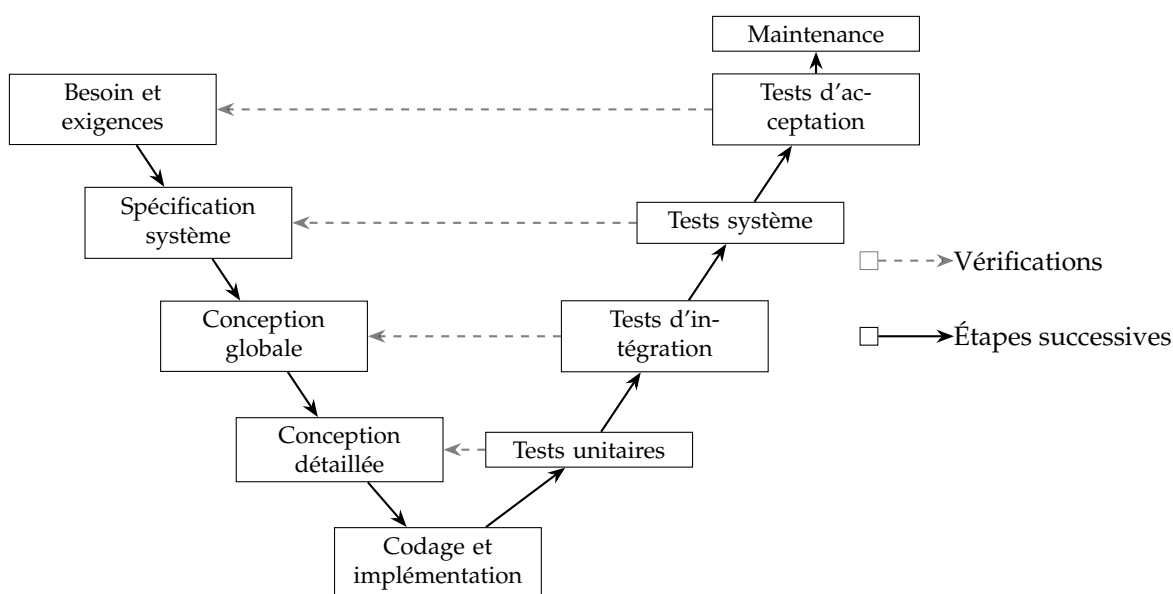 Maintenance
Besoin et
exigences
Tests d'ac-
ceptation
Spécification
système
Tests système
Vérifications
Conception
globale
Tests d'in-
tégration
Étapes successives
Conception
détaillée
Tests unitaires
Codage et
implémentation